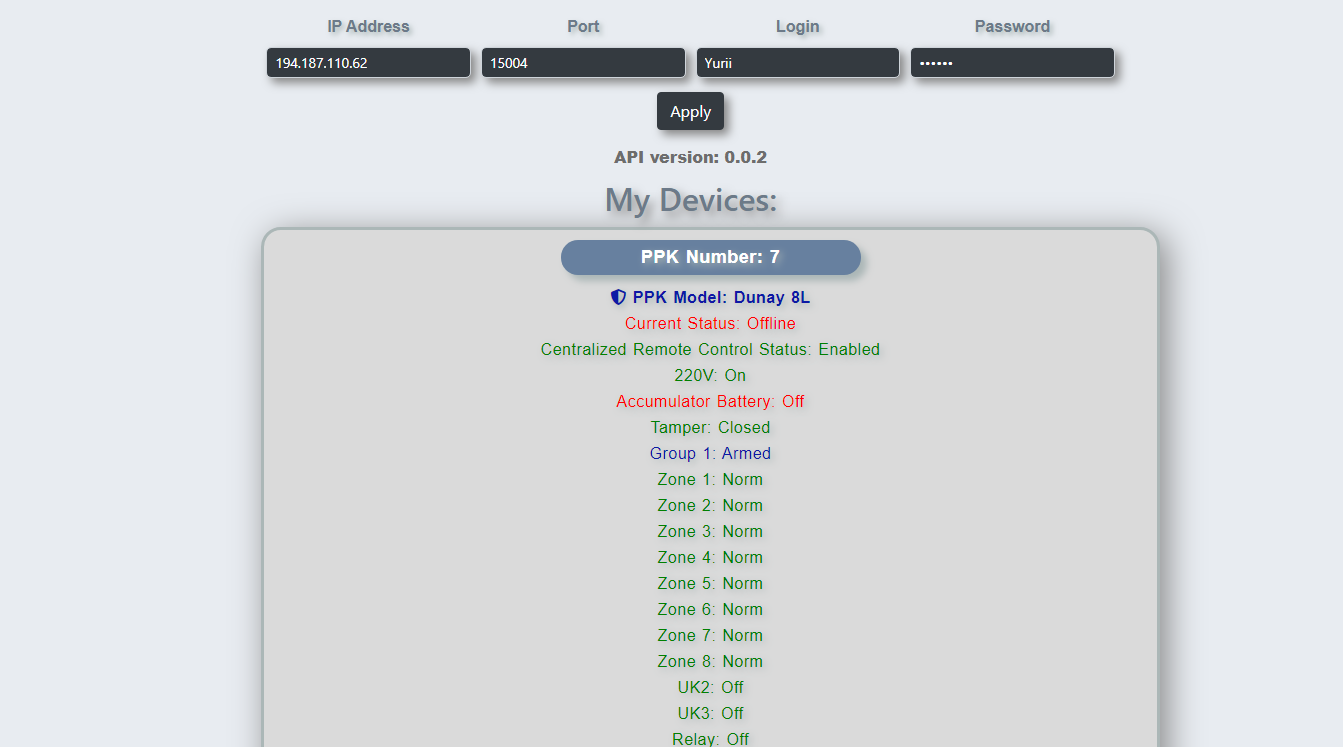 IP Address Port Login Password
194.187.110.62 15004 Yurii ••••••
Apply
API version: 0.0.2
My Devices:
PPK Number: 7
PPK Model: Dunay 8L
Current Status: Offline
Centralized Remote Control Status: Enabled
220V: On
Accumulator Battery: Off
Tamper: Closed
Group 1: Armed
Zone 1: Norm
Zone 2: Norm
Zone 3: Norm
Zone 4: Norm
Zone 5: Norm
Zone 6: Norm
Zone 7: Norm
Zone 8: Norm
UK2: Off
UK3: Off
Relay: Off